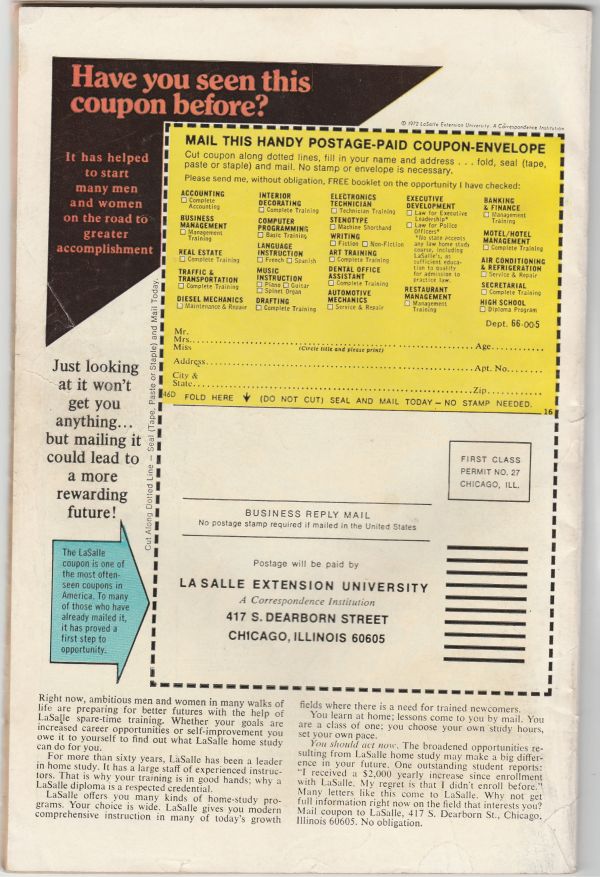 Have you seen this
coupon before?
© 1972 LaSalle Extension University. A Correspondence Institution
It has helped
to start
many men
and women
on the road to
greater
accomplishment
MAIL THIS HANDY POSTAGE-PAID COUPON-ENVELOPE
Cut coupon along dotted lines, fill in your name and address . . . fold, seal (tape,
paste or staple) and mail. No stamp or envelope is necessary.
Please send me, without obligation, FREE booklet on the opportunity I have checked:
ACCOUNTING
☐ Complete
Accounting
BUSINESS
MANAGEMENT
☐ Management
Training
REAL ESTATE
☐ Complete Training
TRAFFIC &
TRANSPORTATION
☐ Complete Training
DIESEL MECHANICS
☐ Maintenance & Repair
INTERIOR
DECORATING
☐ Complete Training
COMPUTER
PROGRAMMING
☐ Basic Training
LANGUAGE
INSTRUCTION
☐ French ☐ Spanish
MUSIC
INSTRUCTION
☐ Piano ☐ Guitar
☐ Spinet Organ
DRAFTING
☐ Complete Training
ELECTRONICS
TECHNICIAN
☐ Technician Training
STENOTYPE
☐ Machine Shorthand
WRITING
☐ Fiction ☐ Non-Fiction
ART TRAINING
☐ Complete Training
DENTAL OFFICE
ASSISTANT
☐ Complete Training
AUTOMOTIVE
MECHANICS
☐ Service & Repair
EXECUTIVE
DEVELOPMENT
☐ Law for Executive
Leadership*
☐ Law for Police
Officers*
*No state accepts
any law home study
course, including
LaSalle's, as
sufficient educa-
tion to qualify
for admission to
practice law.
RESTAURANT
MANAGEMENT
☐ Management
Training
BANKING
& FINANCE
☐ Management
Training
MOTEL/HOTEL
MANAGEMENT
☐ Complete Training
AIR CONDITIONING
& REFRIGERATION
☐ Service & Repair
SECRETARIAL
☐ Complete Training
HIGH SCHOOL
☐ Diploma Program
Dept. 66-005
Mr.
Mrs.
Miss
(Circle title and please print)
Age
Address
Apt. No.
City &
State
Zip
46D FOLD HERE ↓ (DO NOT CUT) SEAL AND MAIL TODAY – NO STAMP NEEDED.
16
Cut Along Dotted Line — Seal (Tape, Paste or Staple) and Mail Today.
Just looking
at it won't
get you
anything...
but mailing it
could lead to
a more
rewarding
future!
The LaSalle
coupon is one of
the most often-
seen coupons in
America. To many
of those who have
already mailed it,
it has proved a
first step to
opportunity.
FIRST CLASS
PERMIT NO. 27
CHICAGO, ILL.
BUSINESS REPLY MAIL
No postage stamp required if mailed in the United States
Postage will be paid by
LA SALLE EXTENSION UNIVERSITY
A Correspondence Institution
417 S. DEARBORN STREET
CHICAGO, ILLINOIS 60605
Right now, ambitious men and women in many walks of
life are preparing for better futures with the help of
LaSalle spare-time training. Whether your goals are
increased career opportunities or self-improvement you
owe it to yourself to find out what LaSalle home study
can do for you.
For more than sixty years, LaSalle has been a leader
in home study. It has a large staff of experienced instruc-
tors. That is why your training is in good hands; why a
LaSalle diploma is a respected credential.
LaSalle offers you many kinds of home-study pro-
grams. Your choice is wide. LaSalle gives you modern
comprehensive instruction in many of today's growth
fields where there is a need for trained newcomers.
You learn at home; lessons come to you by mail. You
are a class of one; you choose your own study hours,
set your own pace.
You should act now. The broadened opportunities re-
sulting from LaSalle home study may make a big differ-
ence in your future. One outstanding student reports:
"I received a $2,000 yearly increase since enrollment
with LaSalle. My regret is that I didn't enroll before."
Many letters like this come to LaSalle. Why not get
full information right now on the field that interests you?
Mail coupon to LaSalle, 417 S. Dearborn St., Chicago,
Illinois 60605. No obligation.